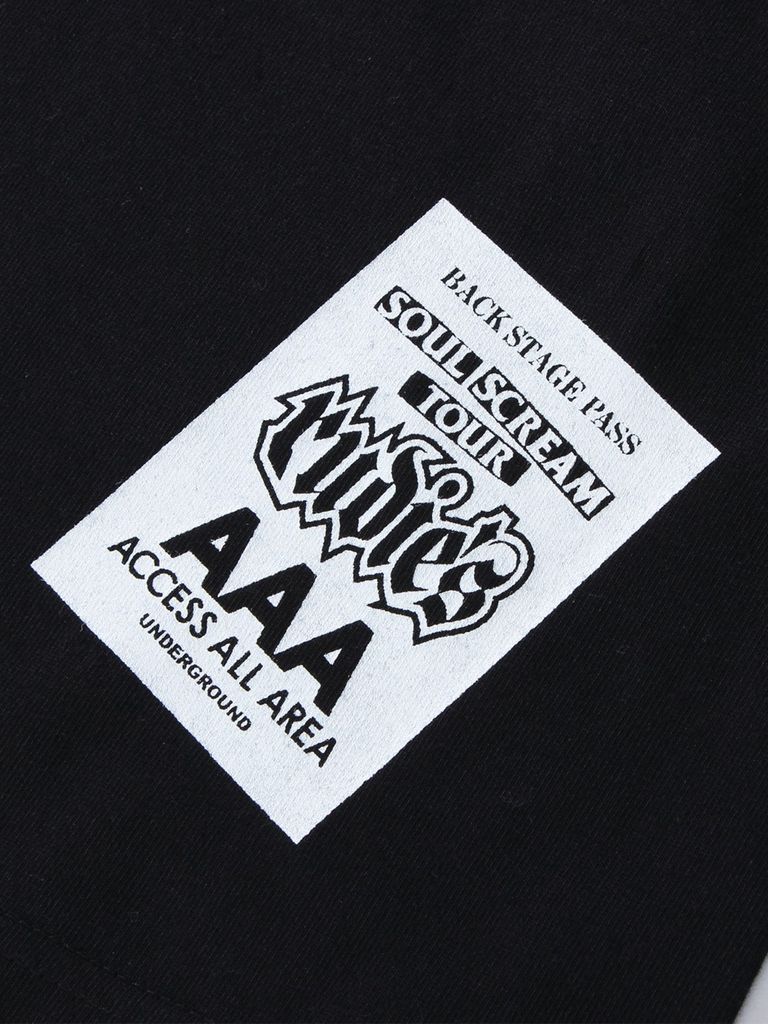 BACK STAGE PASS
SOUL SCREAM
TOUR
rudie's
AAA
ACCESS ALL AREA
UNDERGROUND